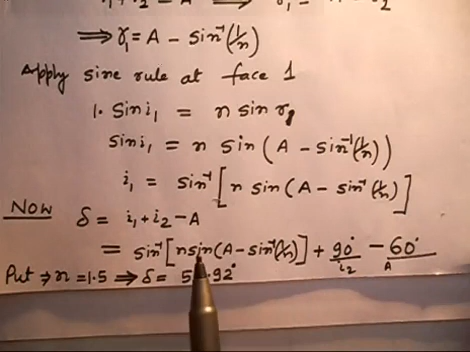 ⟹ r₁ = A − sin⁻¹(1/n)
Apply sine rule at face 1
1. Sin i₁ = n sin r₁
sin i₁ = n sin (A − sin⁻¹(1/n))
i₁ = sin⁻¹[n sin (A − sin⁻¹(1/n)]
Now δ = i₁ + i₂ − A
= sin⁻¹[n sin(A − sin⁻¹(1/n)] + 90° − 60°
i₂ A
Put → n = 1.5 ⟹ δ = .92°